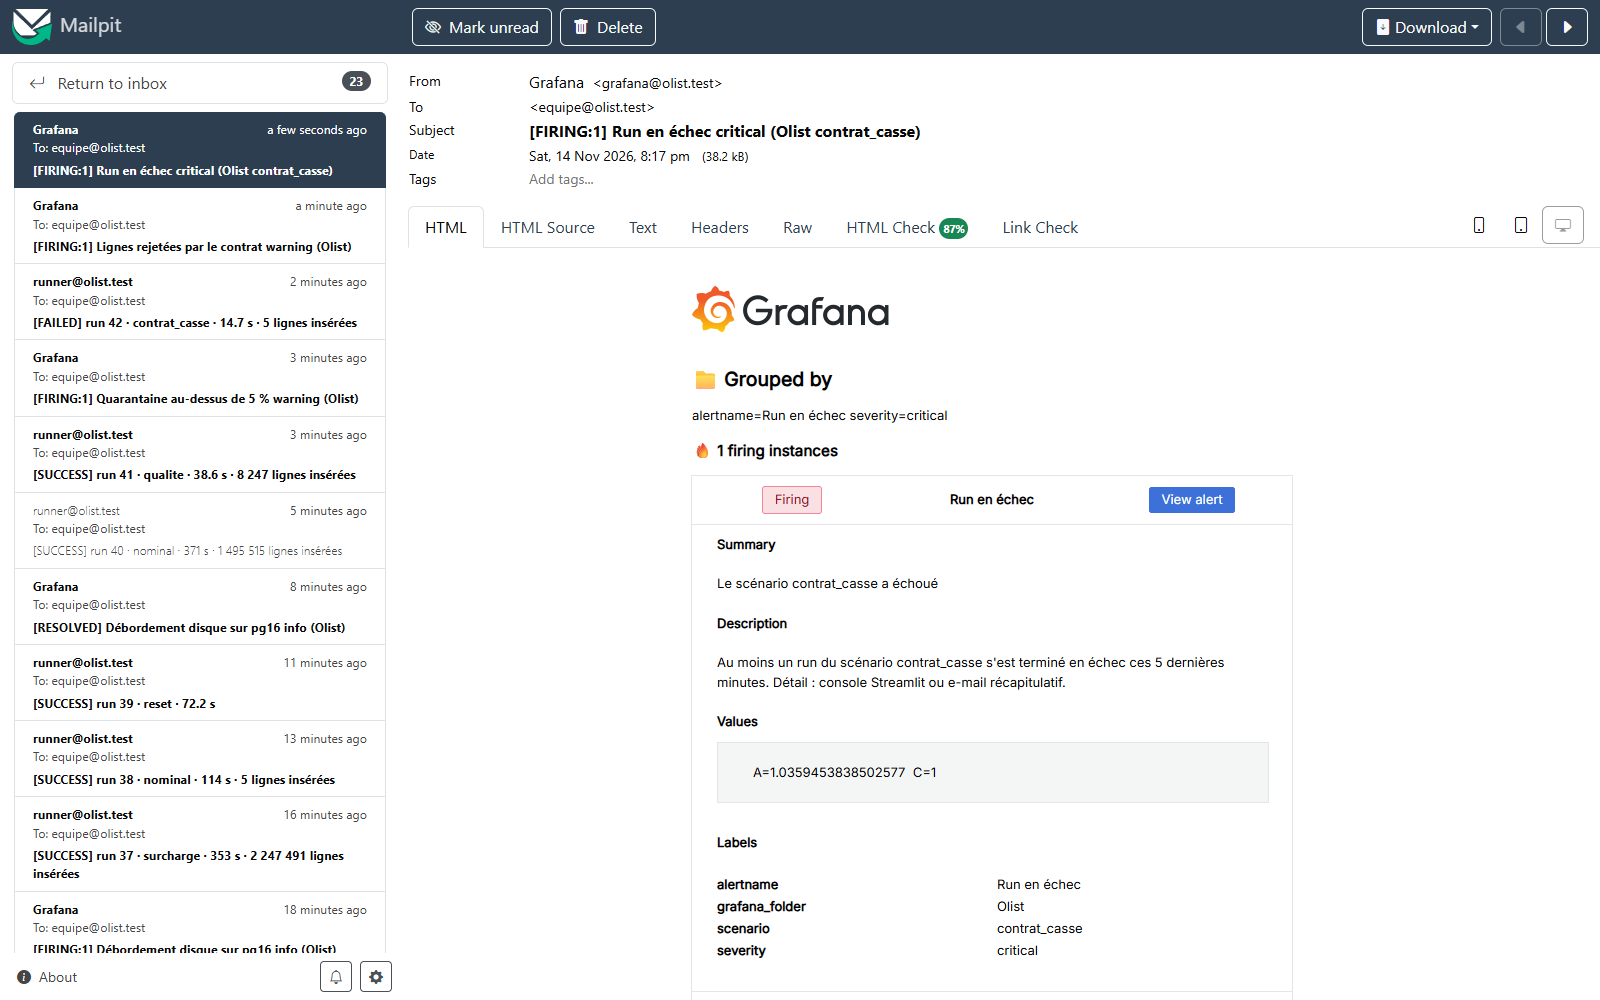 Mailpit
Mark unread
Delete
Download
Return to inbox
23
Grafana
a few seconds ago
To: equipe@olist.test
[FIRING:1] Run en échec critical (Olist contrat_casse)
Grafana
a minute ago
To: equipe@olist.test
[FIRING:1] Lignes rejetées par le contrat warning (Olist)
runner@olist.test
2 minutes ago
To: equipe@olist.test
[FAILED] run 42 · contrat_casse · 14.7 s · 5 lignes insérées
Grafana
3 minutes ago
To: equipe@olist.test
[FIRING:1] Quarantaine au-dessus de 5 % warning (Olist)
runner@olist.test
3 minutes ago
To: equipe@olist.test
[SUCCESS] run 41 · qualite · 38.6 s · 8 247 lignes insérées
runner@olist.test
5 minutes ago
To: equipe@olist.test
[SUCCESS] run 40 · nominal · 371 s · 1 495 515 lignes insérées
Grafana
8 minutes ago
To: equipe@olist.test
[RESOLVED] Débordement disque sur pg16 info (Olist)
runner@olist.test
11 minutes ago
To: equipe@olist.test
[SUCCESS] run 39 · reset · 72.2 s
runner@olist.test
13 minutes ago
To: equipe@olist.test
[SUCCESS] run 38 · nominal · 114 s · 5 lignes insérées
runner@olist.test
16 minutes ago
To: equipe@olist.test
[SUCCESS] run 37 · surcharge · 353 s · 2 247 491 lignes
insérées
Grafana
18 minutes ago
To: equipe@olist.test
[FIRING:1] Débordement disque sur pg16 info (Olist)
About
From
Grafana <grafana@olist.test>
To
<equipe@olist.test>
Subject
[FIRING:1] Run en échec critical (Olist contrat_casse)
Date
Sat, 14 Nov 2026, 8:17 pm (38.2 kB)
Tags
Add tags...
HTML
HTML Source
Text
Headers
Raw
HTML Check 87%
Link Check
Grafana
Grouped by
alertname=Run en échec severity=critical
1 firing instances
Firing
Run en échec
View alert
Summary
Le scénario contrat_casse a échoué
Description
Au moins un run du scénario contrat_casse s'est terminé en échec ces 5 dernières
minutes. Détail : console Streamlit ou e-mail récapitulatif.
Values
A=1.0359453838502577 C=1
Labels
alertname
Run en échec
grafana_folder
Olist
scenario
contrat_casse
severity
critical